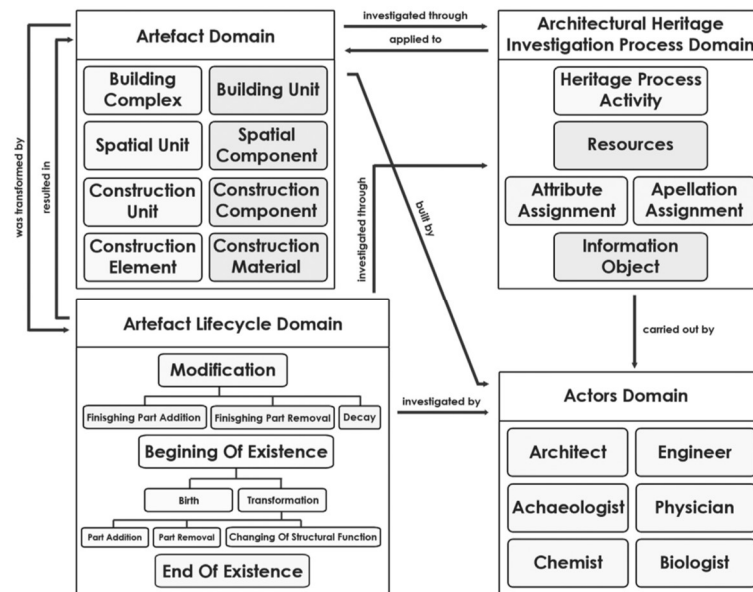 Artefact Domain
Building
Complex
Building Unit
Spatial Unit
Spatial
Component
Construction
Unit
Construction
Component
Construction
Element
Construction
Material
investigated through
applied to
Architectural Heritage
Investigation Process Domain
Heritage Process
Activity
Resources
Attribute
Assignment
Apellation
Assignment
Information
Object
was transformed by
resulted in
investigated through
built by
carried out by
Artefact Lifecycle Domain
Modification
Finisghing Part Addition
Finisghing Part Removal
Decay
Begining Of Existence
Birth
Transformation
Part Addition
Part Removal
Changing Of Structural Function
End Of Existence
investigated by
Actors Domain
Architect
Engineer
Achaeologist
Physician
Chemist
Biologist